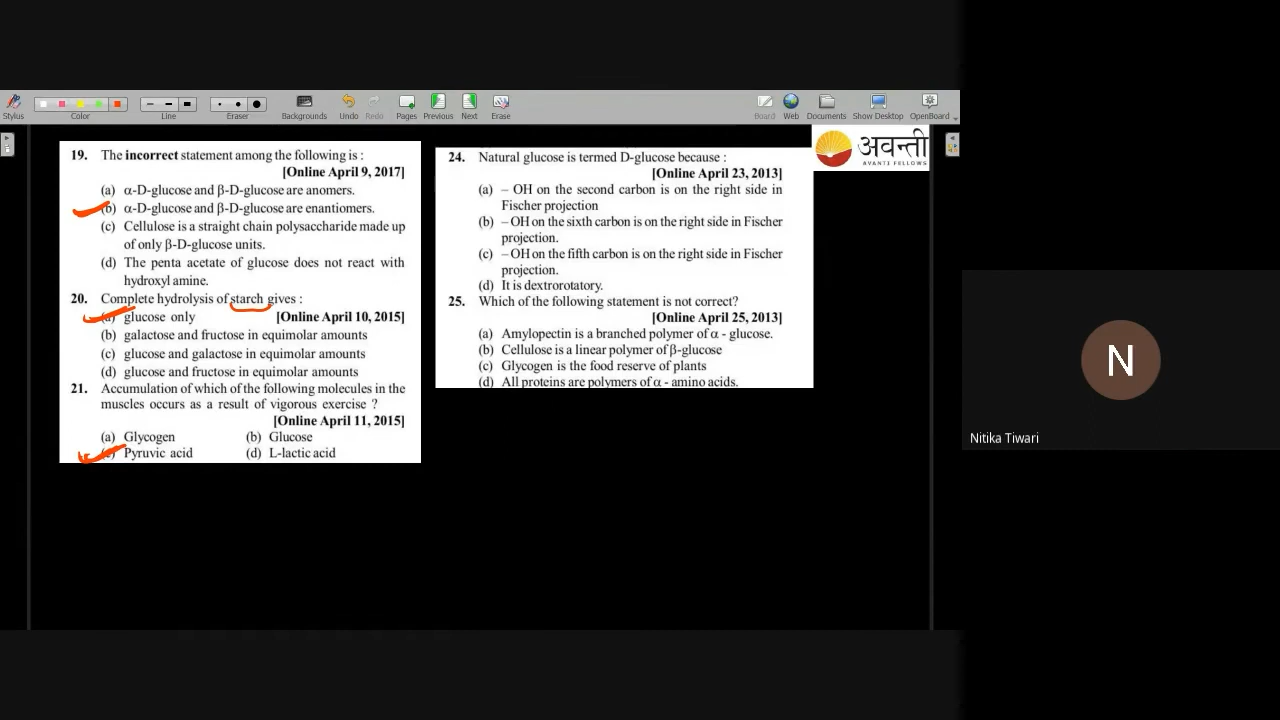 Stylus
Color
Line
Eraser
Backgrounds
Undo
Redo
Pages
Previous
Next
Erase
Board
Web
Documents
Show Desktop
OpenBoard
अवन्ती
AVANTI FELLOWS
19. The incorrect statement among the following is :
[Online April 9, 2017]
(a) α-D-glucose and β-D-glucose are anomers.
(b) α-D-glucose and β-D-glucose are enantiomers.
(c) Cellulose is a straight chain polysaccharide made up
of only β-D-glucose units.
(d) The penta acetate of glucose does not react with
hydroxyl amine.
20. Complete hydrolysis of starch gives :
(a) glucose only [Online April 10, 2015]
(b) galactose and fructose in equimolar amounts
(c) glucose and galactose in equimolar amounts
(d) glucose and fructose in equimolar amounts
21. Accumulation of which of the following molecules in the
muscles occurs as a result of vigorous exercise ?
[Online April 11, 2015]
(a) Glycogen (b) Glucose
(c) Pyruvic acid (d) L-lactic acid
24. Natural glucose is termed D-glucose because :
[Online April 23, 2013]
(a) – OH on the second carbon is on the right side in
Fischer projection
(b) – OH on the sixth carbon is on the right side in Fischer
projection.
(c) – OH on the fifth carbon is on the right side in Fischer
projection.
(d) It is dextrorotatory.
25. Which of the following statement is not correct?
[Online April 25, 2013]
(a) Amylopectin is a branched polymer of α - glucose.
(b) Cellulose is a linear polymer of β-glucose
(c) Glycogen is the food reserve of plants
(d) All proteins are polymers of α - amino acids.
N
Nitika Tiwari